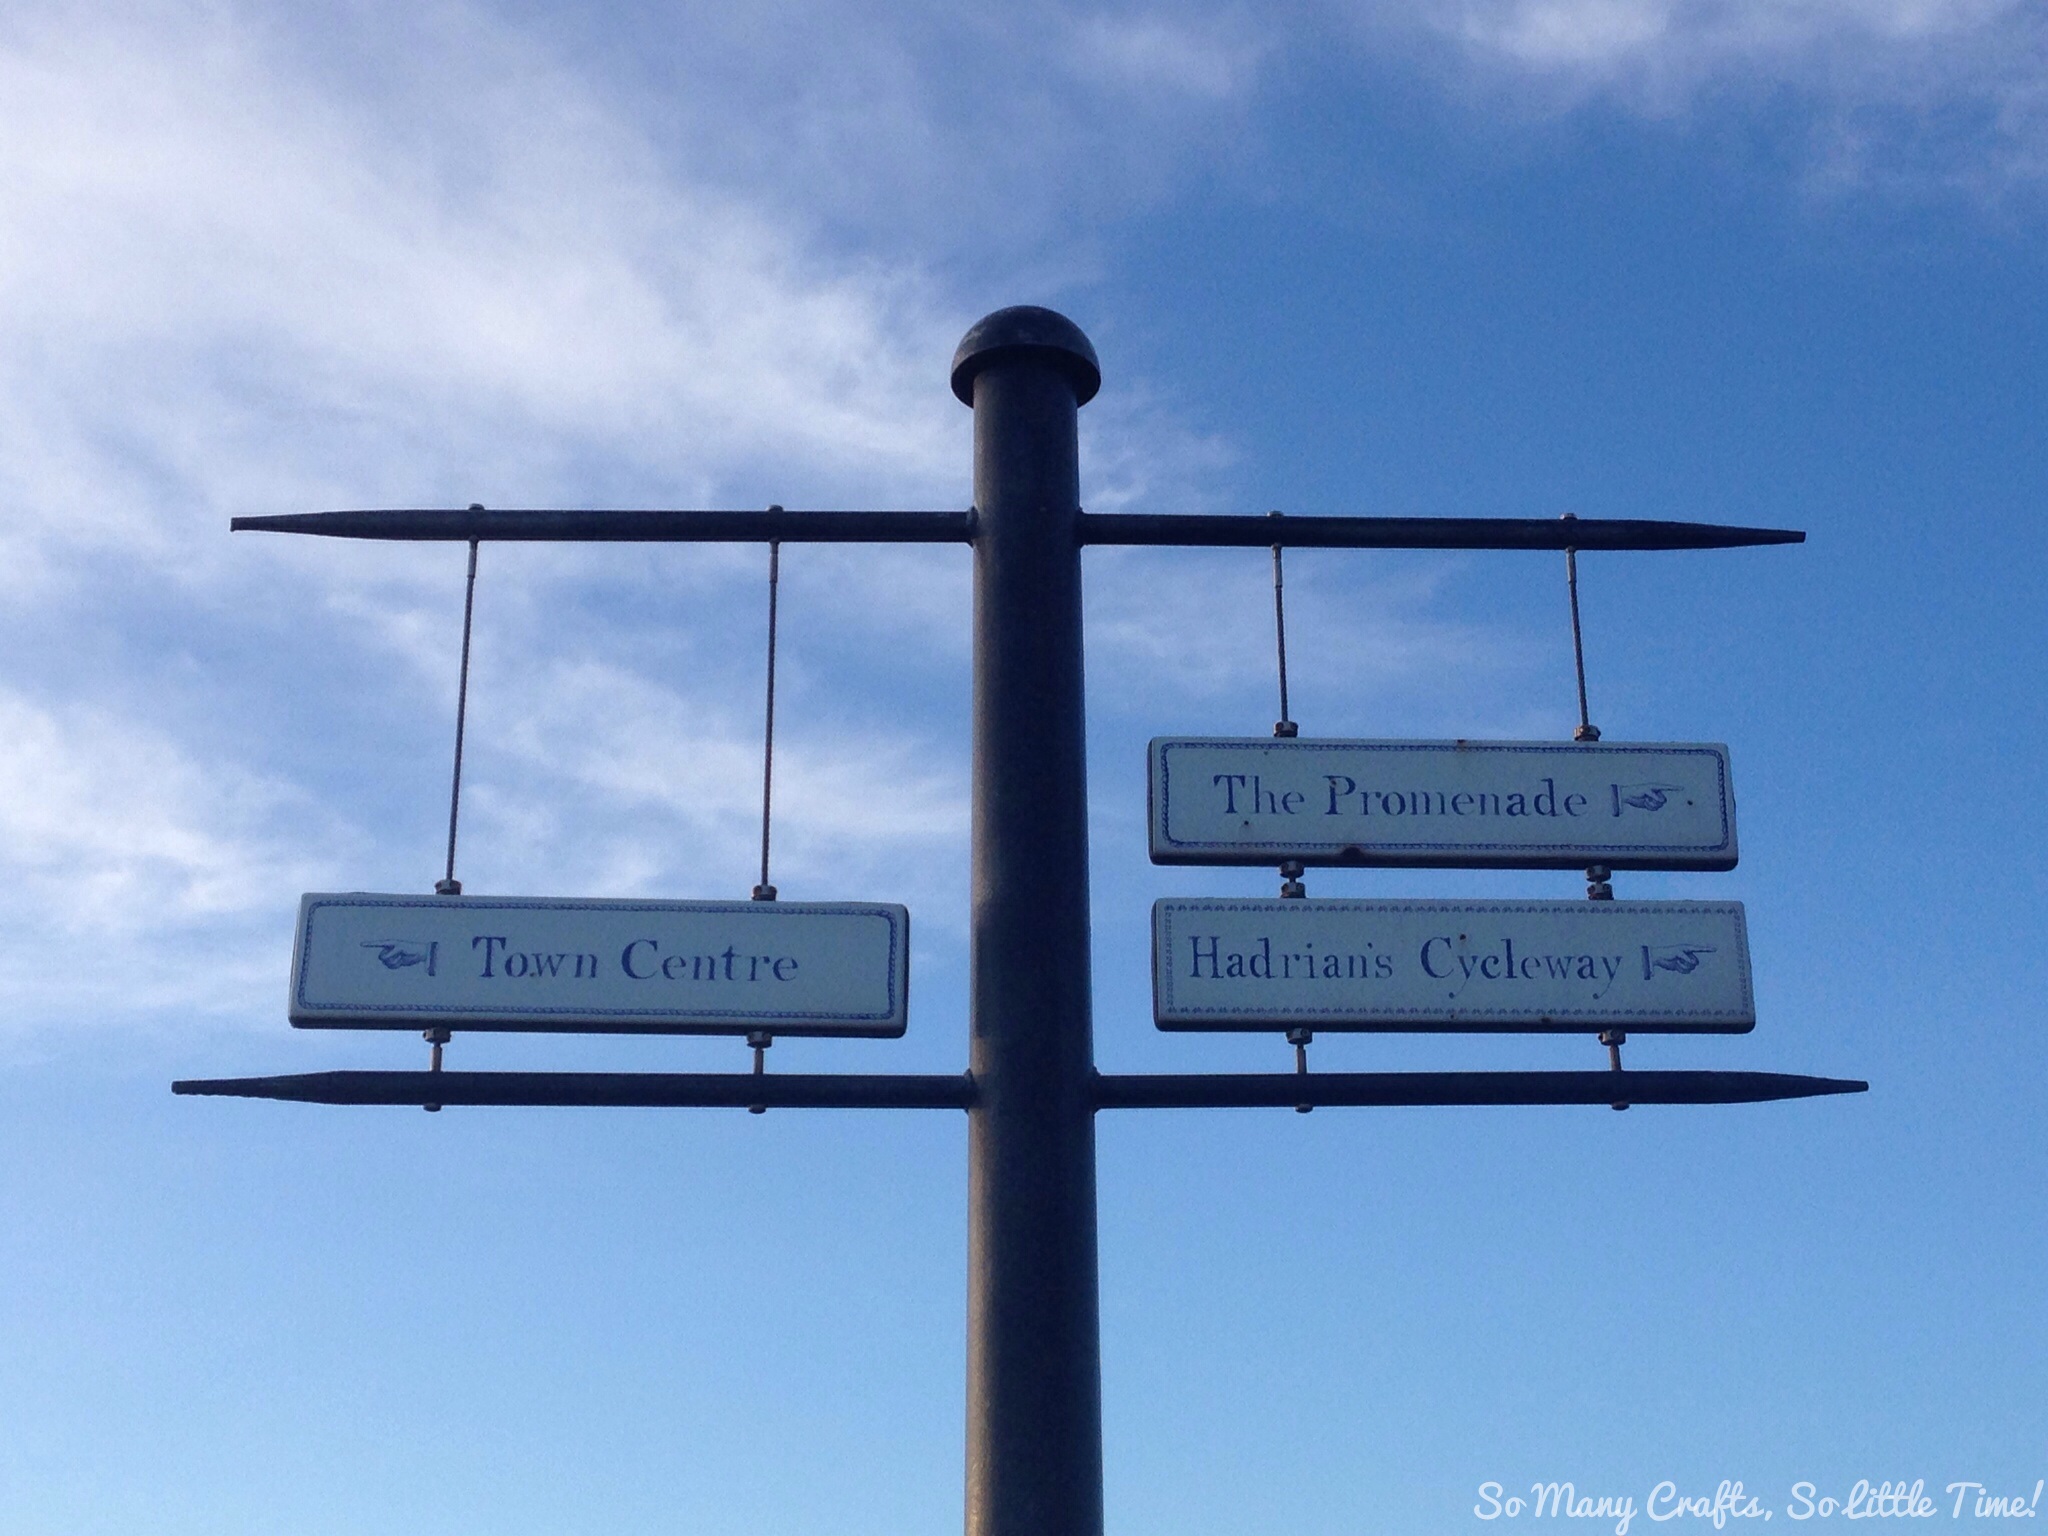 The Promenade
Town Centre
Hadrian's Cycleway
So Many Crafts, So Little Time!